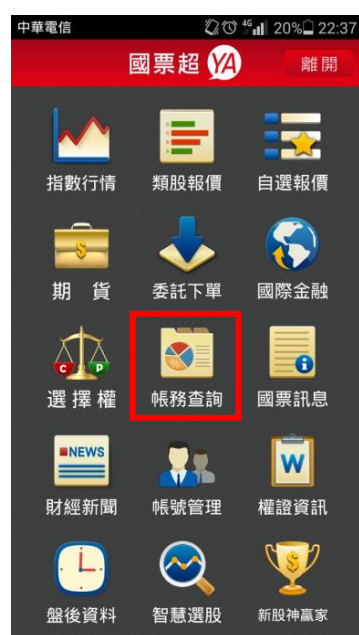 中華電信 4G 20% 22:37
國票超 YA 離開
指數行情 類股報價 自選報價
$
期 貨 委託下單 國際金融
C P % i
選擇權 帳務查詢 國票訊息
NEWS W
財經新聞 帳號管理 權證資訊
$
盤後資料 智慧選股 新股神贏家